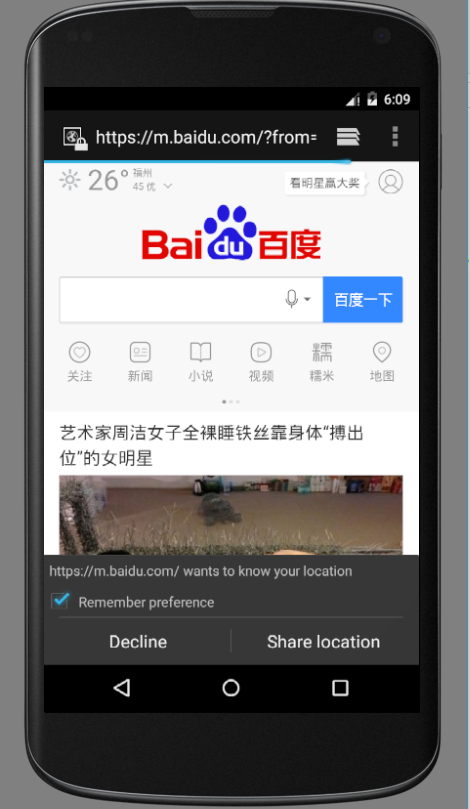 6:09
https://m.baidu.com/?from=
26°
福州
45 优
看明星赢大奖
Bai du 百度
百度一下
关注
新闻
小说
视频
糯米
地图
艺术家周洁女子全裸睡铁丝靠身体“搏出
位”的女明星
https://m.baidu.com/ wants to know your location
Remember preference
Decline
Share location